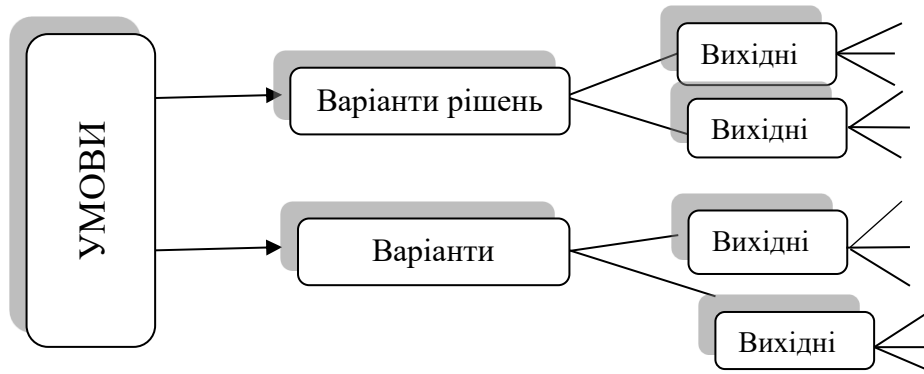 УМОВИ
Варіанти рішень
Вихідні
Вихідні
Варіанти
Вихідні
Вихідні